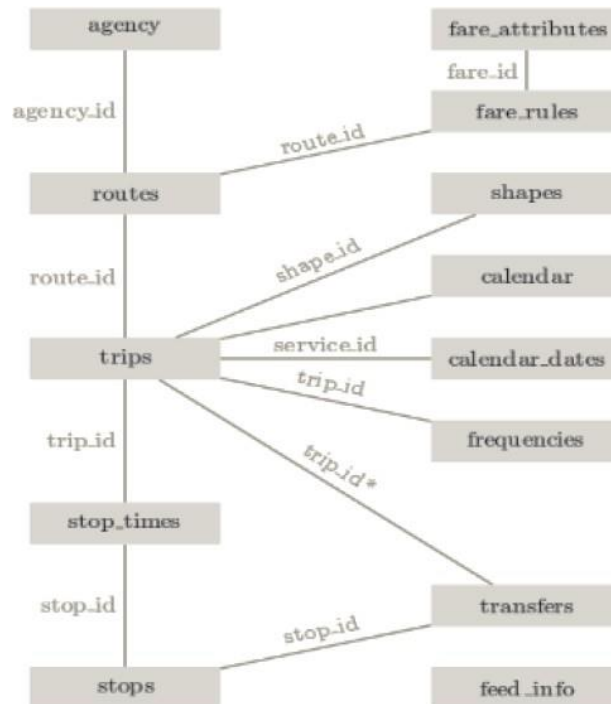 agency
fare_attributes
agency_id
fare_id
fare_rules
route_id
routes
shapes
route_id
shape_id
calendar
trips
service_id
calendar_dates
trip_id
trip_id
frequencies
trip_id*
stop_times
stop_id
transfers
stop_id
stops
feed_info